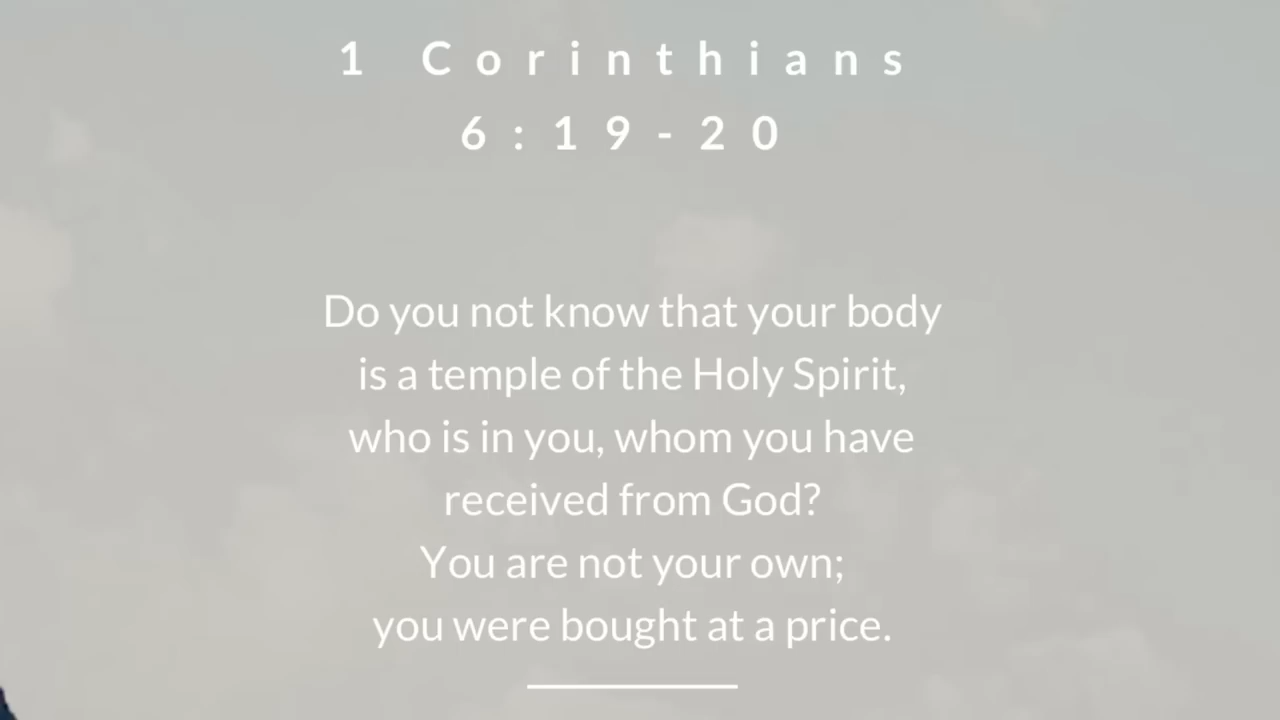 1 Corinthians
6:19-20
Do you not know that your body
is a temple of the Holy Spirit,
who is in you, whom you have
received from God?
You are not your own;
you were bought at a price.